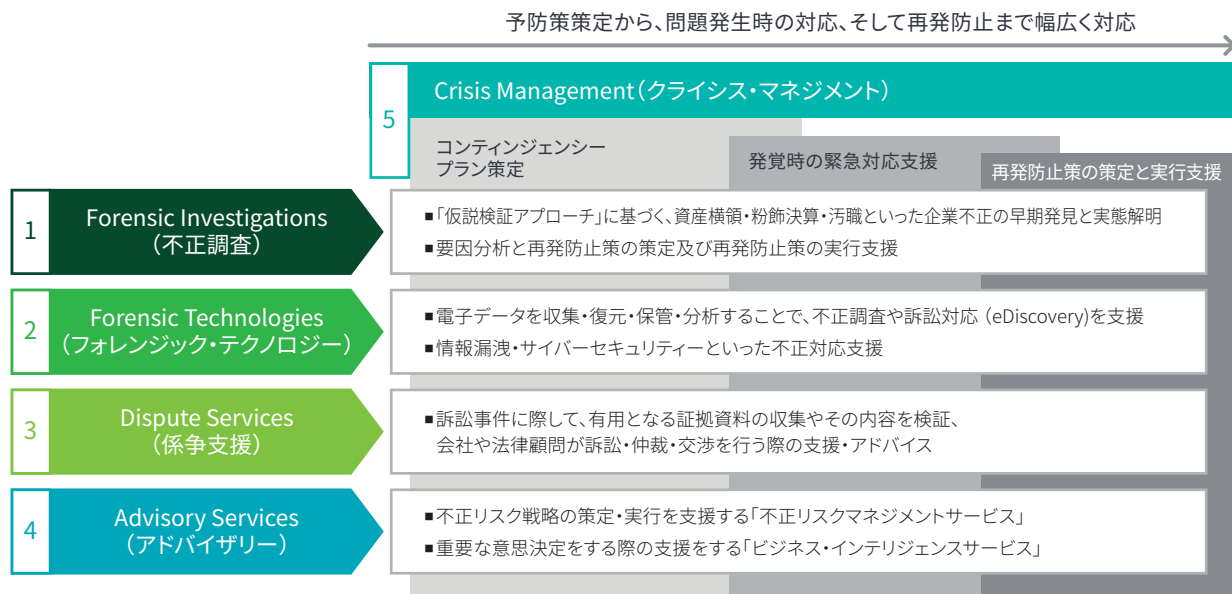 予防策策定から、問題発生時の対応、そして再発防止まで幅広く対応
5
Crisis Management（クライシス・マネジメント）
コンティンジェンシー
プラン策定
発覚時の緊急対応支援
再発防止策の策定と実行支援
1
Forensic Investigations
（不正調査）
■「仮説検証アプローチ」に基づく、資産横領・粉飾決算・汚職といった企業不正の早期発見と実態解明
■要因分析と再発防止策の策定及び再発防止策の実行支援
2
Forensic Technologies
（フォレンジック・テクノロジー）
■電子データを収集・復元・保管・分析することで、不正調査や訴訟対応 (eDiscovery)を支援
■情報漏洩・サイバーセキュリティーといった不正対応支援
3
Dispute Services
（係争支援）
■訴訟事件に際して、有用となる証拠資料の収集やその内容を検証、
会社や法律顧問が訴訟・仲裁・交渉を行う際の支援・アドバイス
4
Advisory Services
（アドバイザリー）
■不正リスク戦略の策定・実行を支援する「不正リスクマネジメントサービス」
■重要な意思決定をする際の支援をする「ビジネス・インテリジェンスサービス」